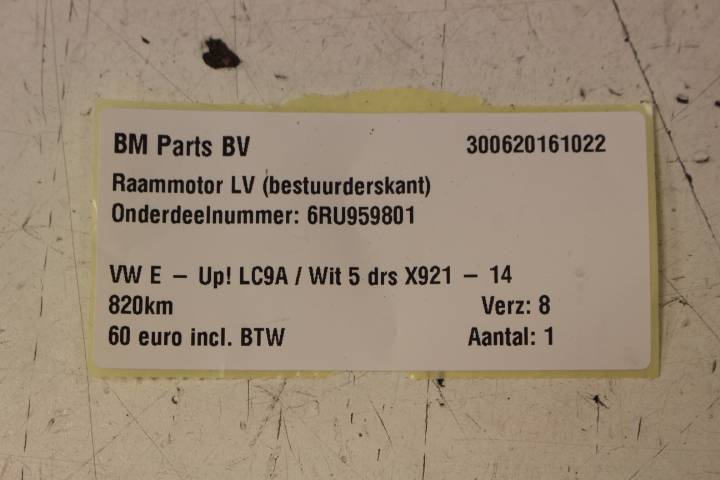 BM Parts BV 300620161022
Raammotor LV (bestuurderskant)
Onderdeelnummer: 6RU959801
VW E – Up! LC9A / Wit 5 drs X921 – 14
820km Verz: 8
60 euro incl. BTW Aantal: 1